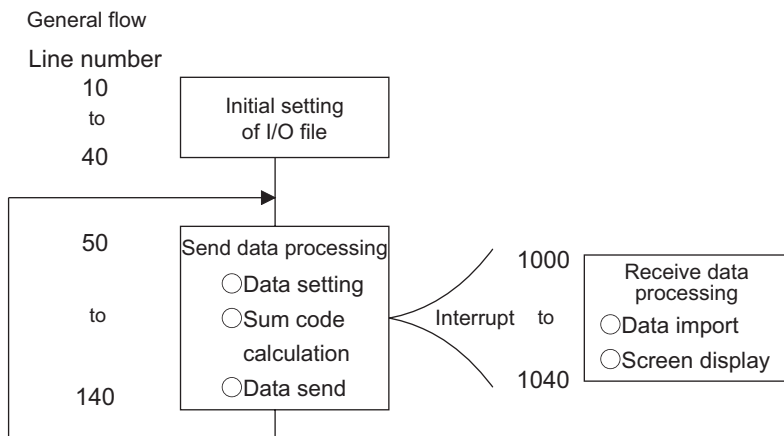 General flow
Line number
10
to
40
Initial setting
of I/O file
50
to
140
Send data processing
○Data setting
○Sum code
calculation
○Data send
Interrupt
1000
to
1040
Receive data
processing
○Data import
○Screen display